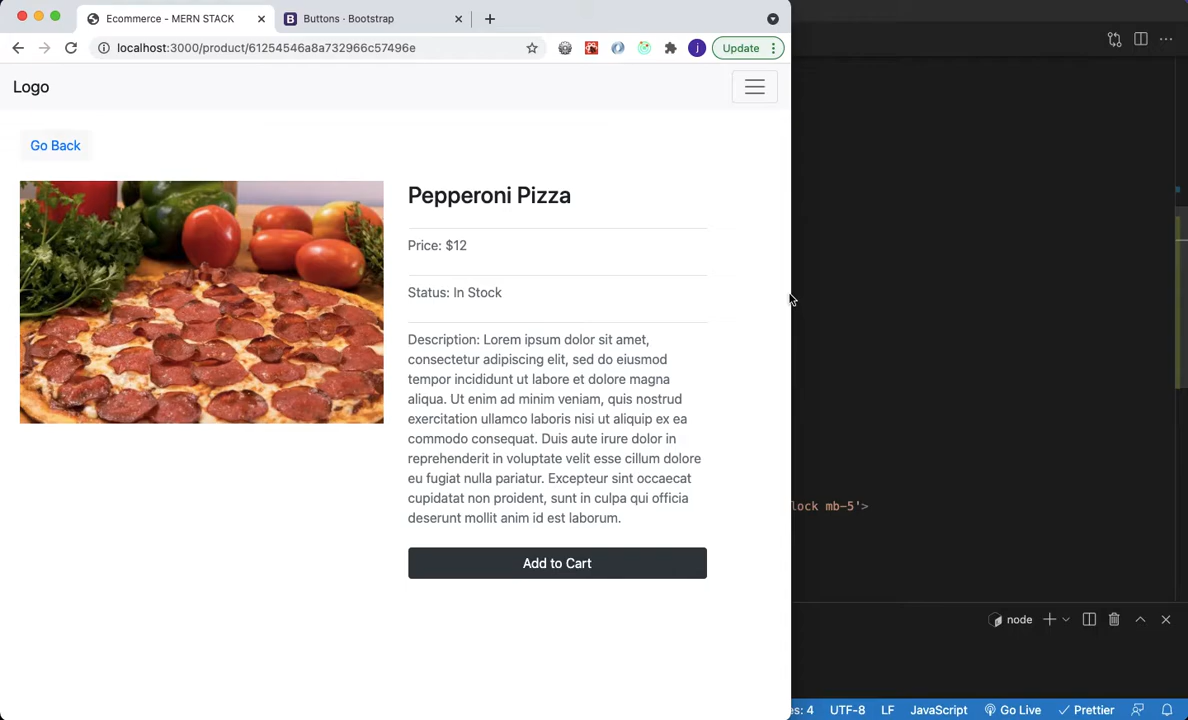 Ecommerce - MERN STACK
Buttons · Bootstrap
localhost:3000/product/61254546a8a732966c57496e
j
Update
Logo
Go Back
Pepperoni Pizza
Price: $12
Status: In Stock
Description: Lorem ipsum dolor sit amet,
consectetur adipiscing elit, sed do eiusmod
tempor incididunt ut labore et dolore magna
aliqua. Ut enim ad minim veniam, quis nostrud
exercitation ullamco laboris nisi ut aliquip ex ea
commodo consequat. Duis aute irure dolor in
reprehenderit in voluptate velit esse cillum dolore
eu fugiat nulla pariatur. Excepteur sint occaecat
cupidatat non proident, sunt in culpa qui officia
deserunt mollit anim id est laborum.
Add to Cart
lock mb-5'>
node
es: 4 UTF-8 LF JavaScript Go Live Prettier